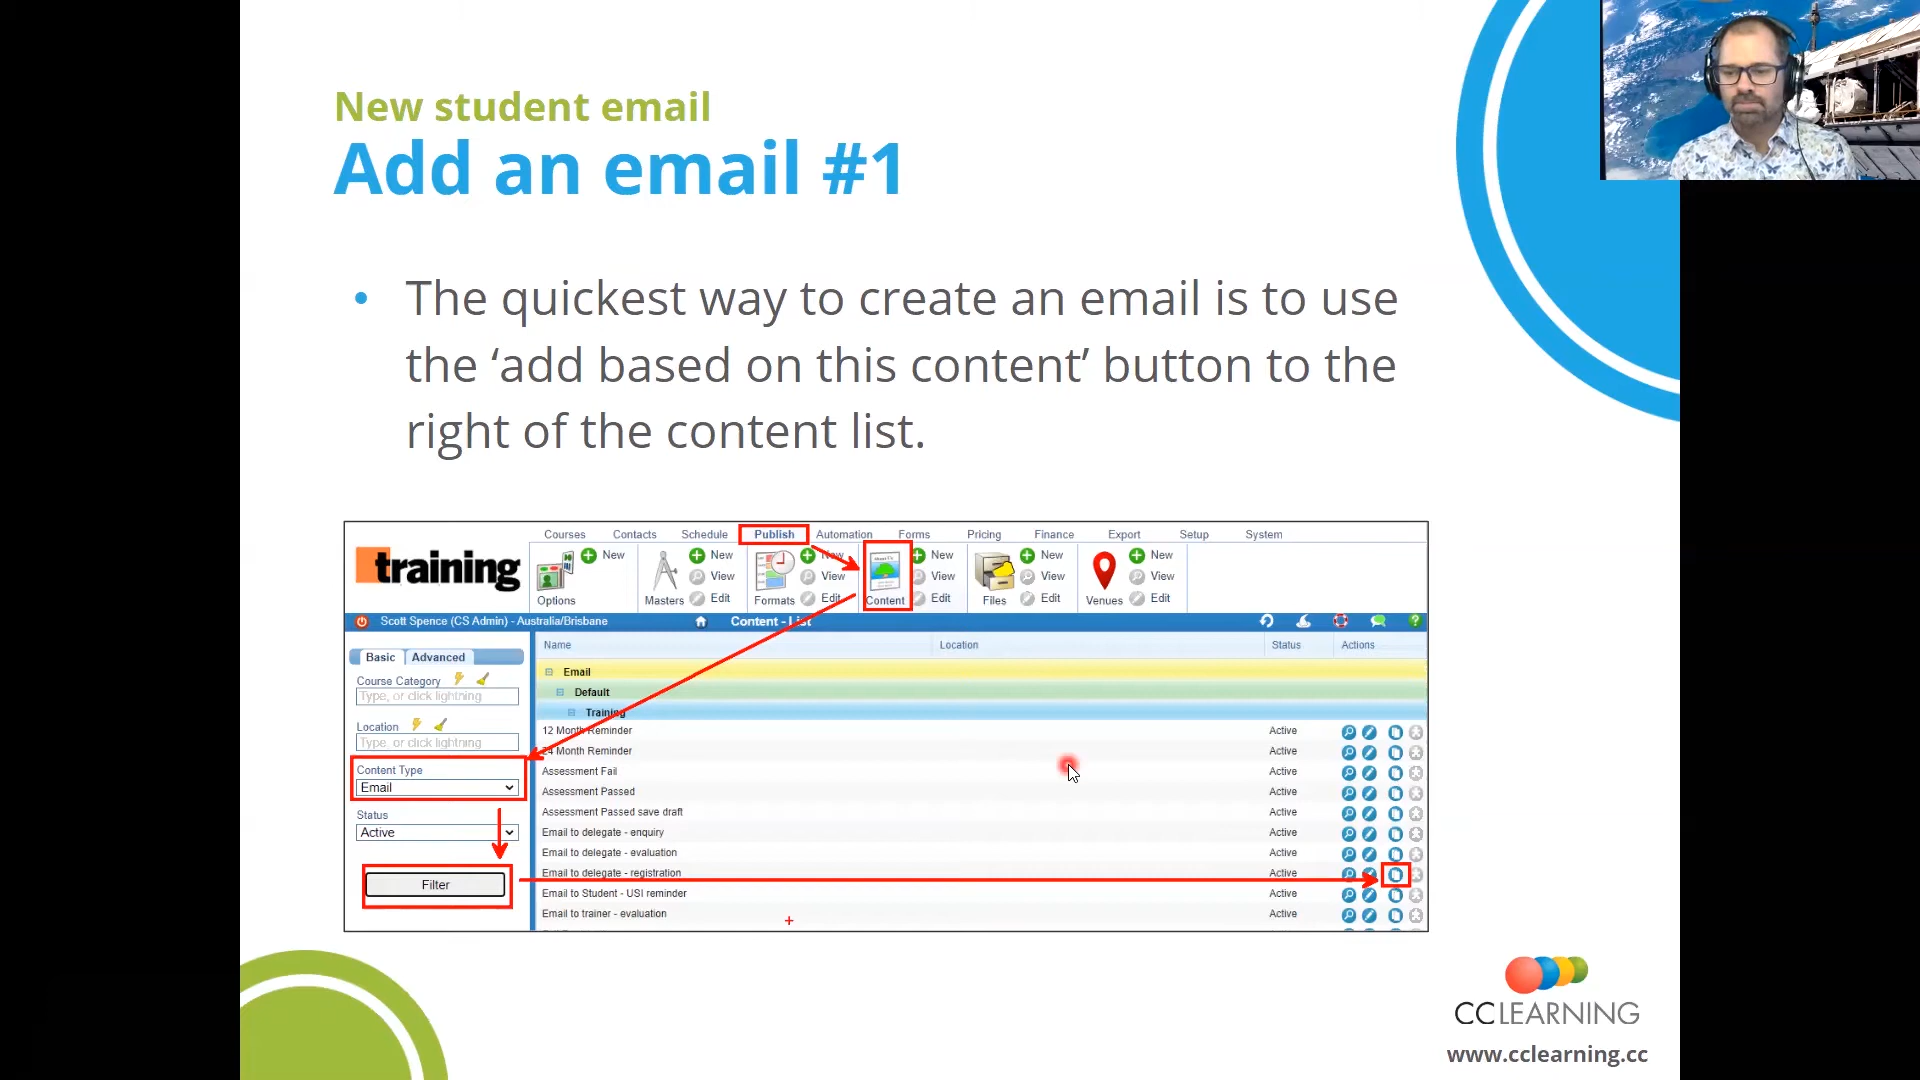 New student email
Add an email #1
• The quickest way to create an email is to use
the ‘add based on this content’ button to the
right of the content list.
training
Courses Contacts Schedule Publish Automation Forms Pricing Finance Export Setup System
New New New New New New
View View View View View
Options Masters Edit Formats Edit Content Edit Files Edit Venues Edit
Scott Spence (CS Admin) - Australia/Brisbane Content - List
Basic Advanced
Course Category
Type, or click lightning
Location
Type, or click lightning
Content Type
Email
Status
Active
Filter
Name Location Status Actions
Email
Default
Training
12 Month Reminder Active
24 Month Reminder Active
Assessment Fail Active
Assessment Passed Active
Assessment Passed save draft Active
Email to delegate - enquiry Active
Email to delegate - evaluation Active
Email to delegate - registration Active
Email to Student - USI reminder Active
Email to trainer - evaluation Active
CCLEARNING
www.cclearning.cc